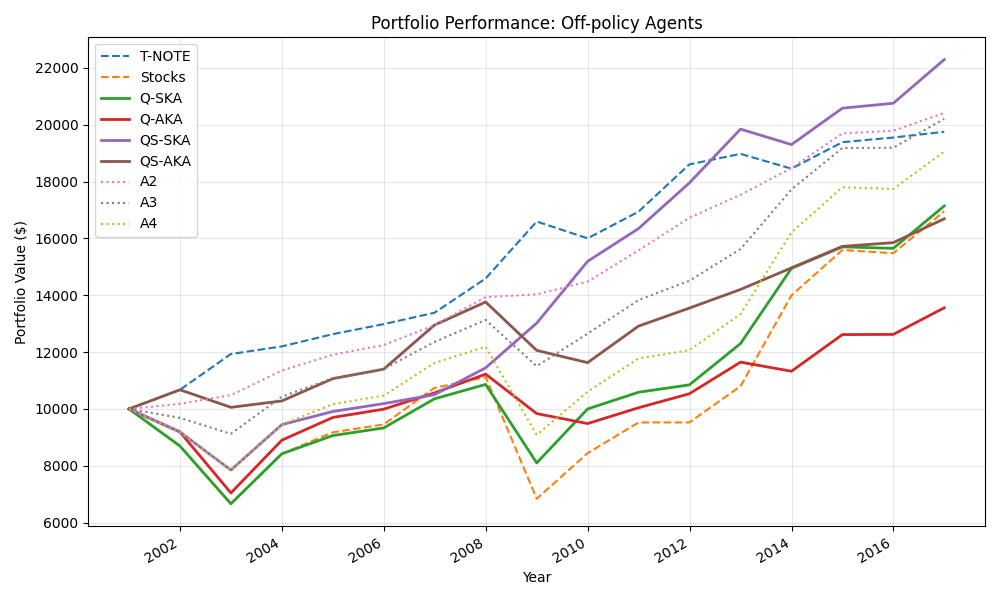 Portfolio Performance: Off-policy Agents
T-NOTE
Stocks
Q-SKA
Q-AKA
QS-SKA
QS-AKA
A2
A3
A4
22000
20000
18000
16000
14000
12000
10000
8000
6000
Portfolio Value ($)
2002
2004
2006
2008
2010
2012
2014
2016
Year